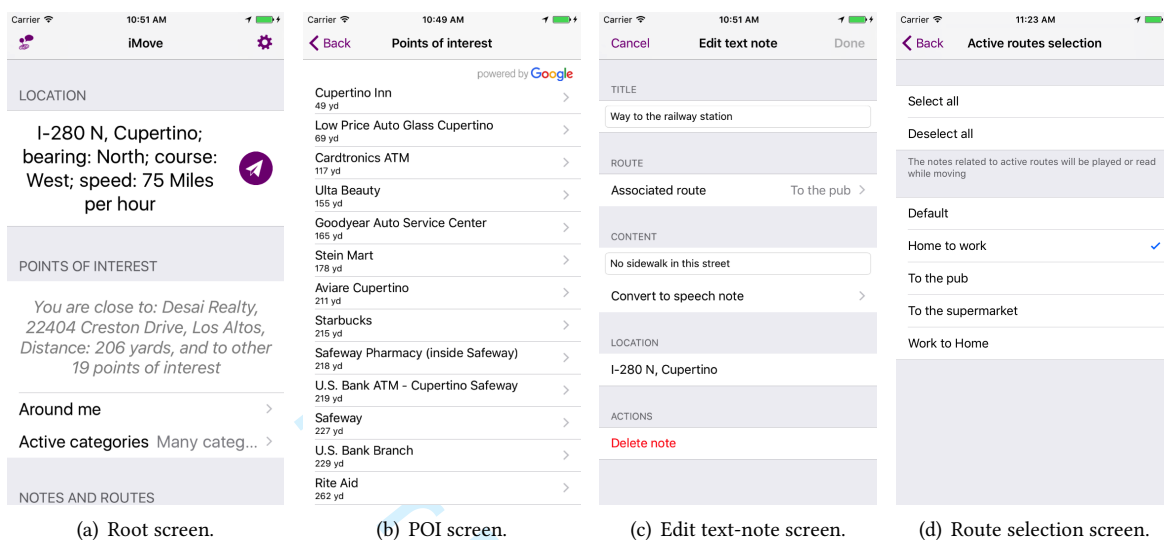 Carrier 10:51 AM
iMove
LOCATION
I-280 N, Cupertino;
bearing: North; course:
West; speed: 75 Miles
per hour
POINTS OF INTEREST
You are close to: Desai Realty,
22404 Creston Drive, Los Altos,
Distance: 206 yards, and to other
19 points of interest
Around me
Active categories Many categ...
NOTES AND ROUTES
(a) Root screen.
Carrier 10:49 AM
Back Points of interest
powered by Google
Cupertino Inn
49 yd
Low Price Auto Glass Cupertino
69 yd
Cardtronics ATM
117 yd
Ulta Beauty
155 yd
Goodyear Auto Service Center
165 yd
Stein Mart
178 yd
Aviare Cupertino
211 yd
Starbucks
215 yd
Safeway Pharmacy (inside Safeway)
218 yd
U.S. Bank ATM - Cupertino Safeway
219 yd
Safeway
227 yd
U.S. Bank Branch
229 yd
Rite Aid
262 yd
(b) POI screen.
Carrier 10:51 AM
Cancel Edit text note Done
TITLE
Way to the railway station
ROUTE
Associated route To the pub
CONTENT
No sidewalk in this street
Convert to speech note
LOCATION
I-280 N, Cupertino
ACTIONS
Delete note
(c) Edit text-note screen.
Carrier 11:23 AM
Back Active routes selection
Select all
Deselect all
The notes related to active routes will be played or read
while moving
Default
Home to work
To the pub
To the supermarket
Work to Home
(d) Route selection screen.